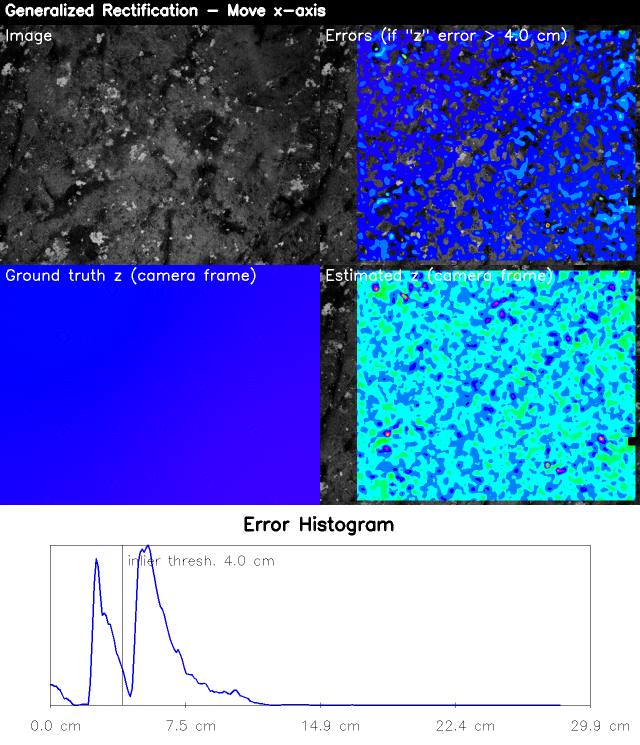 Generalized Rectification - Move x-axis
Image
Errors (if "z" error > 4.0 cm)
Ground truth z (camera frame)
Estimated z (camera frame)
Error Histogram
inlier thresh. 4.0 cm
0.0 cm 7.5 cm 14.9 cm 22.4 cm 29.9 cm